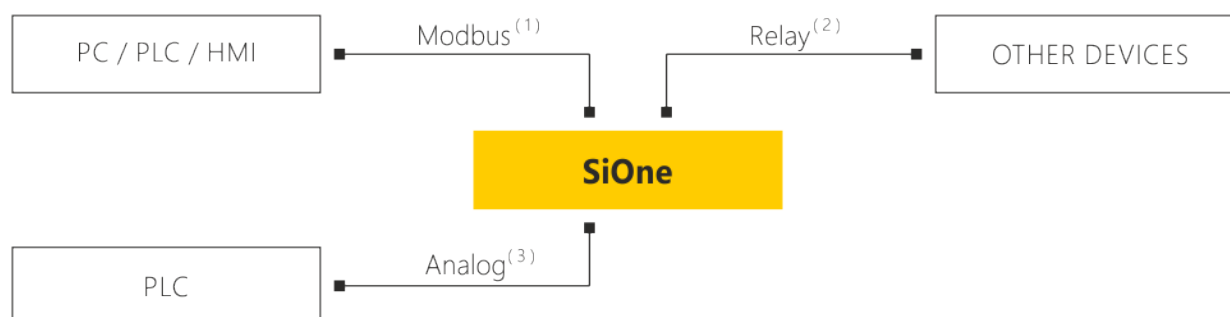 PC / PLC / HMI
Modbus(1)
Relay(2)
OTHER DEVICES
SiOne
Analog(3)
PLC